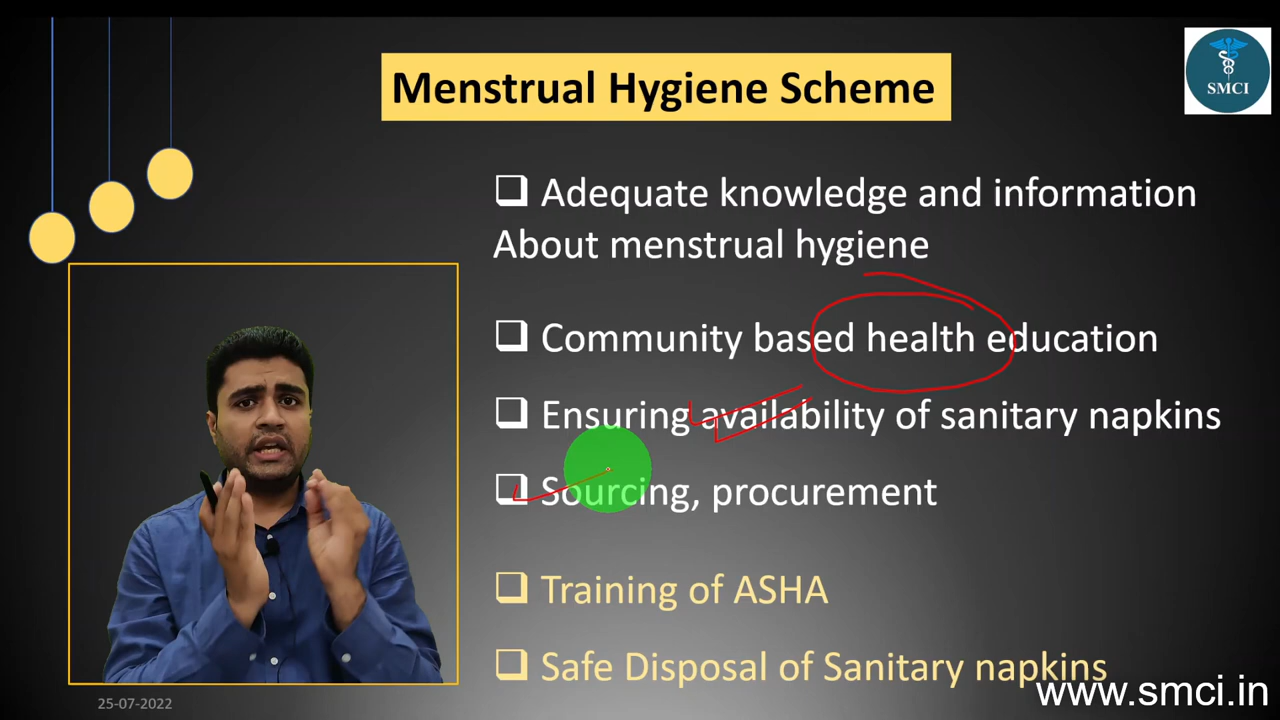 Menstrual Hygiene Scheme
SMCI
Adequate knowledge and information
About menstrual hygiene
Community based health education
Ensuring availability of sanitary napkins
Sourcing, procurement
Training of ASHA
Safe Disposal of Sanitary napkins
www.smci.in
25-07-2022